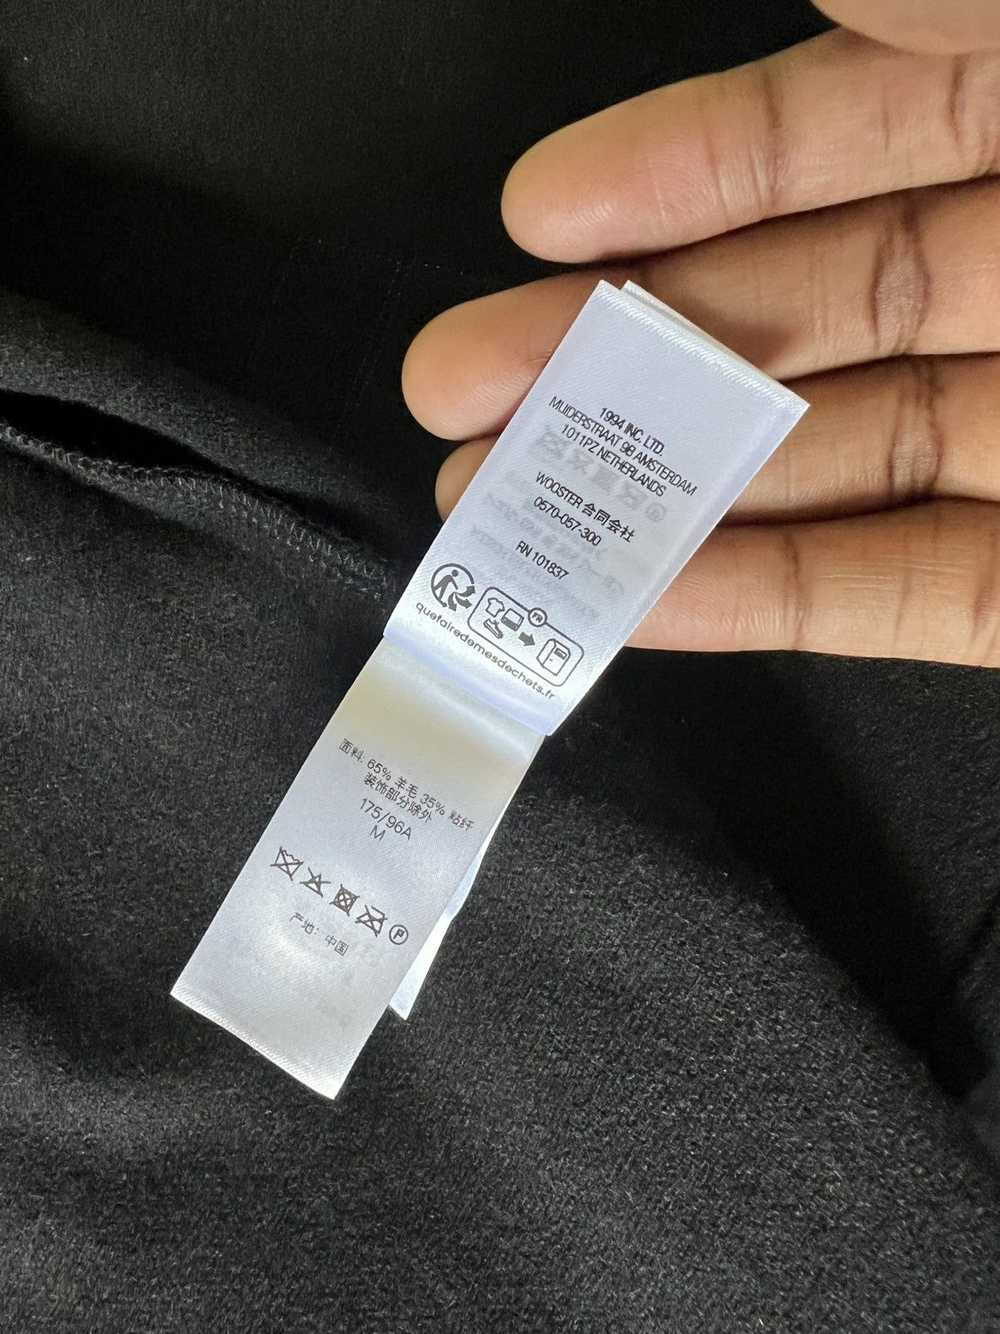 1994 INC. LTD.
MUIDERSTRAAT 9B AMSTERDAM
1011PZ NETHERLANDS
WOOSTER 合同会社
0570-057-300
RN 101837
FR
quefairedemesdechets.fr
面料: 65% 羊毛 35% 粘纤
装饰部分除外
175/96A
M
P
产地: 中国